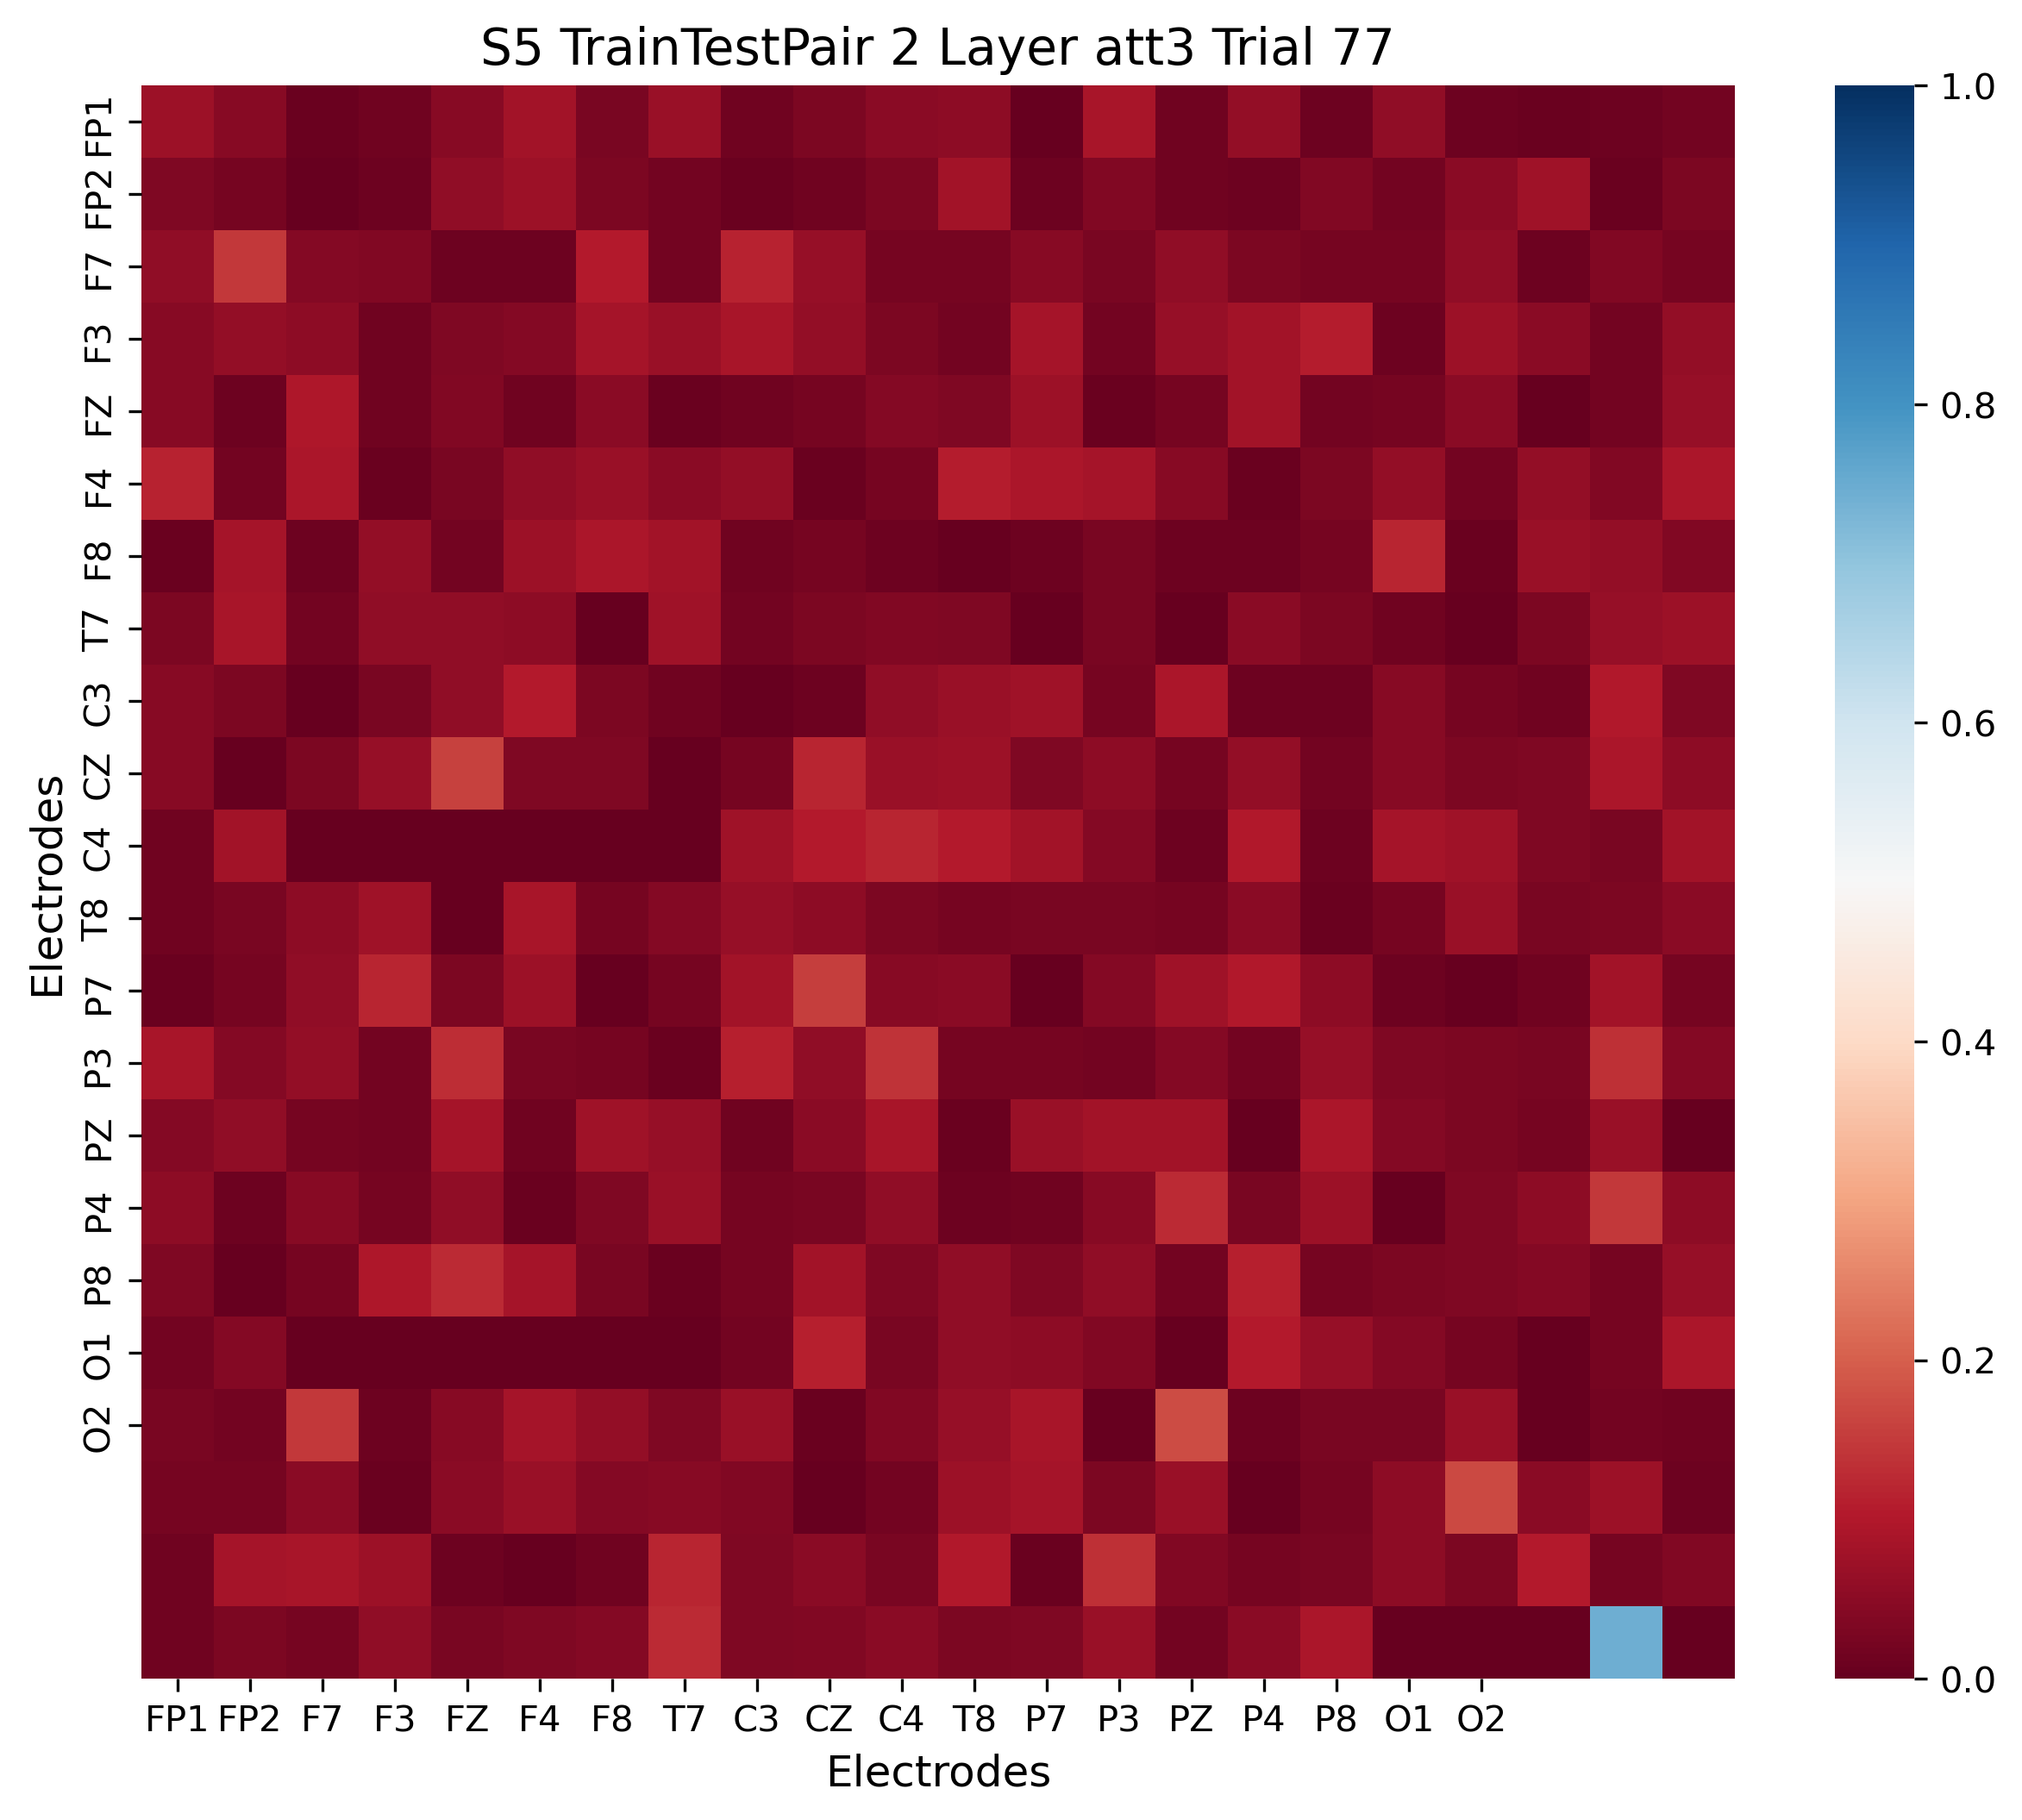 S5 TrainTestPair 2 Layer att3 Trial 77
Electrodes
FP1
FP2
F7
F3
FZ
F4
F8
T7
C3
CZ
C4
T8
P7
P3
PZ
P4
P8
O1
O2
FP1 FP2 F7 F3 FZ F4 F8 T7 C3 CZ C4 T8 P7 P3 PZ P4 P8 O1 O2
Electrodes
1.0
0.8
0.6
0.4
0.2
0.0